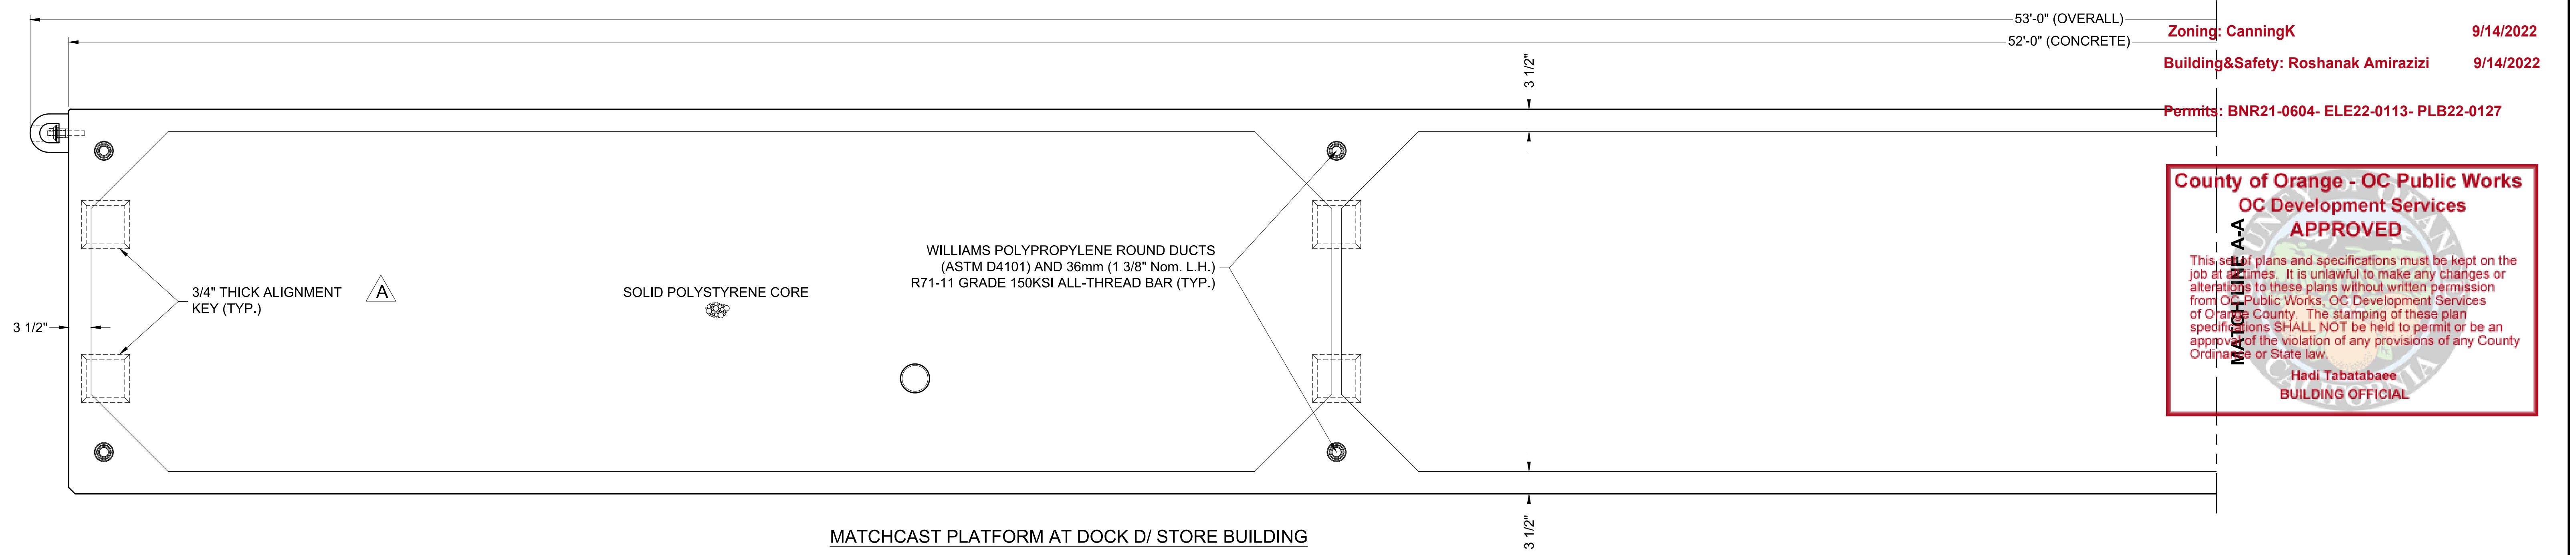 53'-0" (OVERALL)
52'-0" (CONCRETE)
Zoning: CanningK 9/14/2022
Building&Safety: Roshanak Amirazizi 9/14/2022
Permits: BNR21-0604- ELE22-0113- PLB22-0127
3 1/2"
County of Orange - OC Public Works
OC Development Services
APPROVED
This set of plans and specifications must be kept on the
job at all times. It is unlawful to make any changes or
alterations to these plans without written permission
from OC Public Works, OC Development Services
of Orange County. The stamping of these plan
specifications SHALL NOT be held to permit or be an
approval of the violation of any provisions of any County
Ordinance or State law.
Hadi Tabatabaee
BUILDING OFFICIAL
COUNTY OF ORANGE
CALIFORNIA
MATCH LINE A-A
WILLIAMS POLYPROPYLENE ROUND DUCTS
(ASTM D4101) AND 36mm (1 3/8" Nom. L.H.)
R71-11 GRADE 150KSI ALL-THREAD BAR (TYP.)
3/4" THICK ALIGNMENT
KEY (TYP.)
A
SOLID POLYSTYRENE CORE
3 1/2"
3 1/2"
MATCHCAST PLATFORM AT DOCK D/ STORE BUILDING